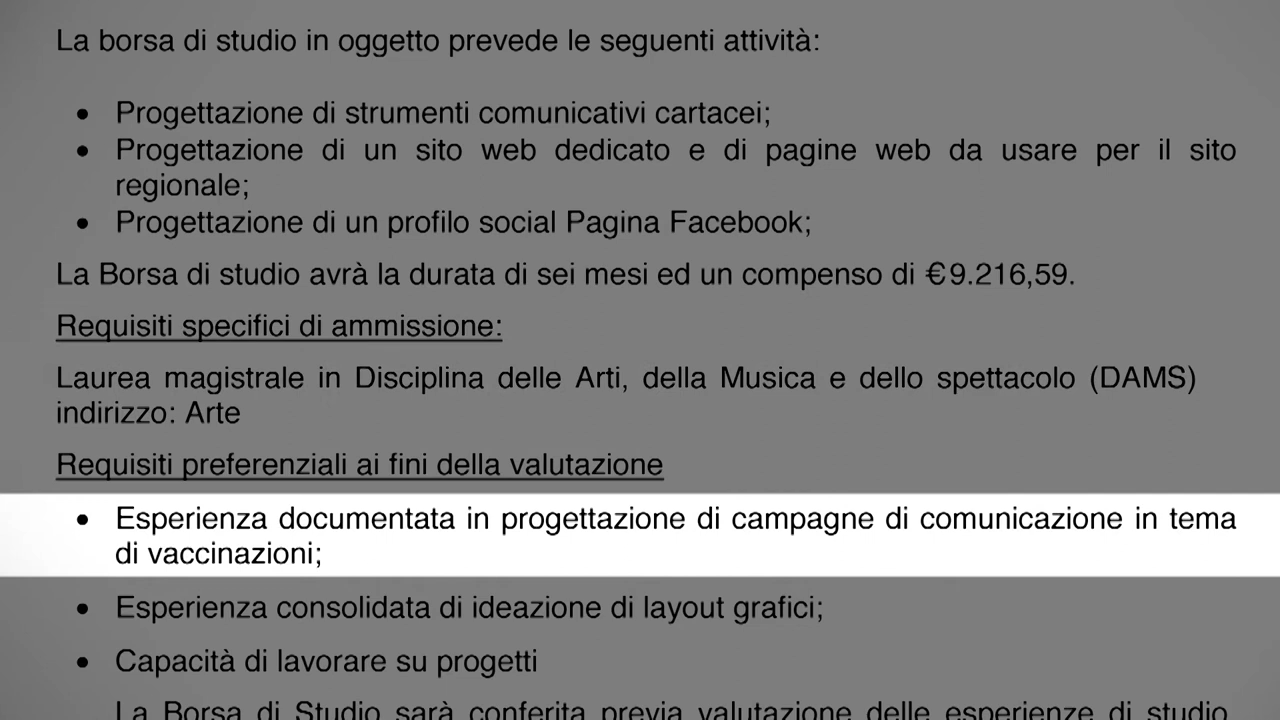 La borsa di studio in oggetto prevede le seguenti attività:
• Progettazione di strumenti comunicativi cartacei;
• Progettazione di un sito web dedicato e di pagine web da usare per il sito
regionale;
• Progettazione di un profilo social Pagina Facebook;
La Borsa di studio avrà la durata di sei mesi ed un compenso di €9.216,59.
Requisiti specifici di ammissione:
Laurea magistrale in Disciplina delle Arti, della Musica e dello spettacolo (DAMS)
indirizzo: Arte
Requisiti preferenziali ai fini della valutazione
• Esperienza documentata in progettazione di campagne di comunicazione in tema
di vaccinazioni;
• Esperienza consolidata di ideazione di layout grafici;
• Capacità di lavorare su progetti
La Borsa di Studio sarà conferita previa valutazione delle esperienze di studio